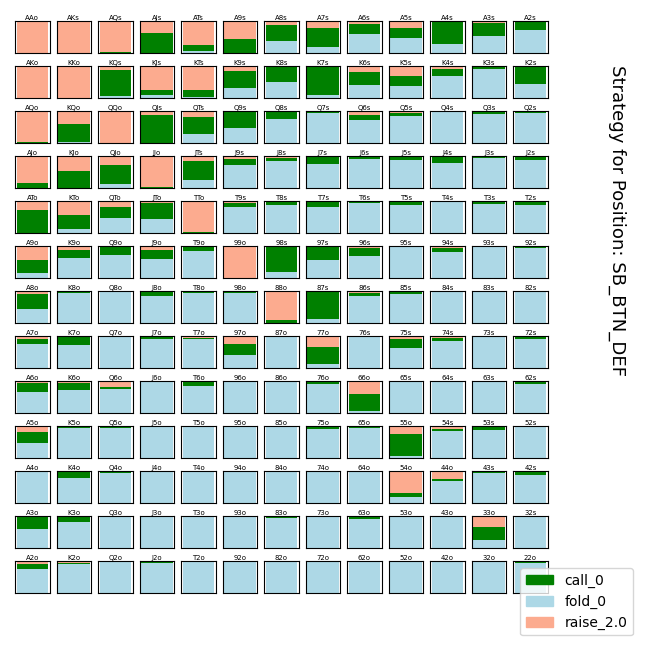 AAo AKs AQs AJs ATs A9s A8s A7s A6s A5s A4s A3s A2s
AKo KKo KQs KJs KTs K9s K8s K7s K6s K5s K4s K3s K2s
AQo KQo QQo QJs QTs Q9s Q8s Q7s Q6s Q5s Q4s Q3s Q2s
AJo KJo QJo JJo JTs J9s J8s J7s J6s J5s J4s J3s J2s
ATo KTo QTo JTo TTo T9s T8s T7s T6s T5s T4s T3s T2s
A9o K9o Q9o J9o T9o 99o 98s 97s 96s 95s 94s 93s 92s
A8o K8o Q8o J8o T8o 98o 88o 87s 86s 85s 84s 83s 82s
A7o K7o Q7o J7o T7o 97o 87o 77o 76s 75s 74s 73s 72s
A6o K6o Q6o J6o T6o 96o 86o 76o 66o 65s 64s 63s 62s
A5o K5o Q5o J5o T5o 95o 85o 75o 65o 55o 54s 53s 52s
A4o K4o Q4o J4o T4o 94o 84o 74o 64o 54o 44o 43s 42s
A3o K3o Q3o J3o T3o 93o 83o 73o 63o 53o 43o 33o 32s
A2o K2o Q2o J2o T2o 92o 82o 72o 62o 52o 42o 32o 22o
Strategy for Position: SB_BTN_DEF
call_0
fold_0
raise_2.0